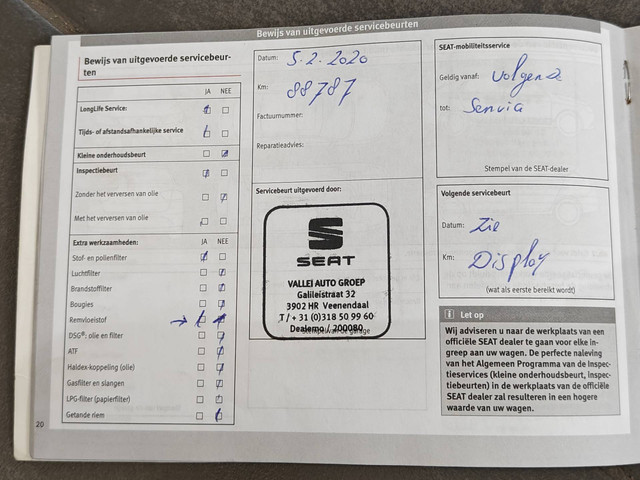 Bewijs van uitgevoerde servicebeurten
Bewijs van uitgevoerde servicebeur-
ten
JA NEE
LongLife Service:
Tijds- of afstandsafhankelijke service
Kleine onderhoudsbeurt
Inspectiebeurt
Zonder het verversen van olie
Met het verversen van olie
Extra werkzaamheden: JA NEE
Stof- en pollenfilter
Luchtfilter
Brandstoffilter
Bougies
Remvloeistof
DSG®: olie en filter
ATF
Haldex-koppeling (olie)
Gasfilter en slangen
LPG-filter (papierfilter)
Getande riem
20
Datum: 5.2.2020
Km: 88787
Factuurnummer:
Reparatieadvies:
Servicebeurt uitgevoerd door:
SEAT
VALLEI AUTO GROEP
Galileïstraat 32
3902 HR Veenendaal
T / + 31 (0)318 50 99 60
Dealerno / 200080
SEAT-mobiliteitsservice
Geldig vanaf: Volgende
tot:
Stempel van de SEAT-dealer
Volgende servicebeurt
Datum: Zie
Km: Display
(wat als eerste bereikt wordt)
i Let op
Wij adviseren u naar de werkplaats van een
officiële SEAT dealer te gaan voor elke in-
greep aan uw wagen. De perfecte naleving
van het Algemeen Programma van de Inspec-
tieservices (kleine onderhoudsbeurt, inspec-
tiebeurten) in de werkplaats van de officiële
SEAT dealer zal resulteren in een hogere
waarde van uw wagen.